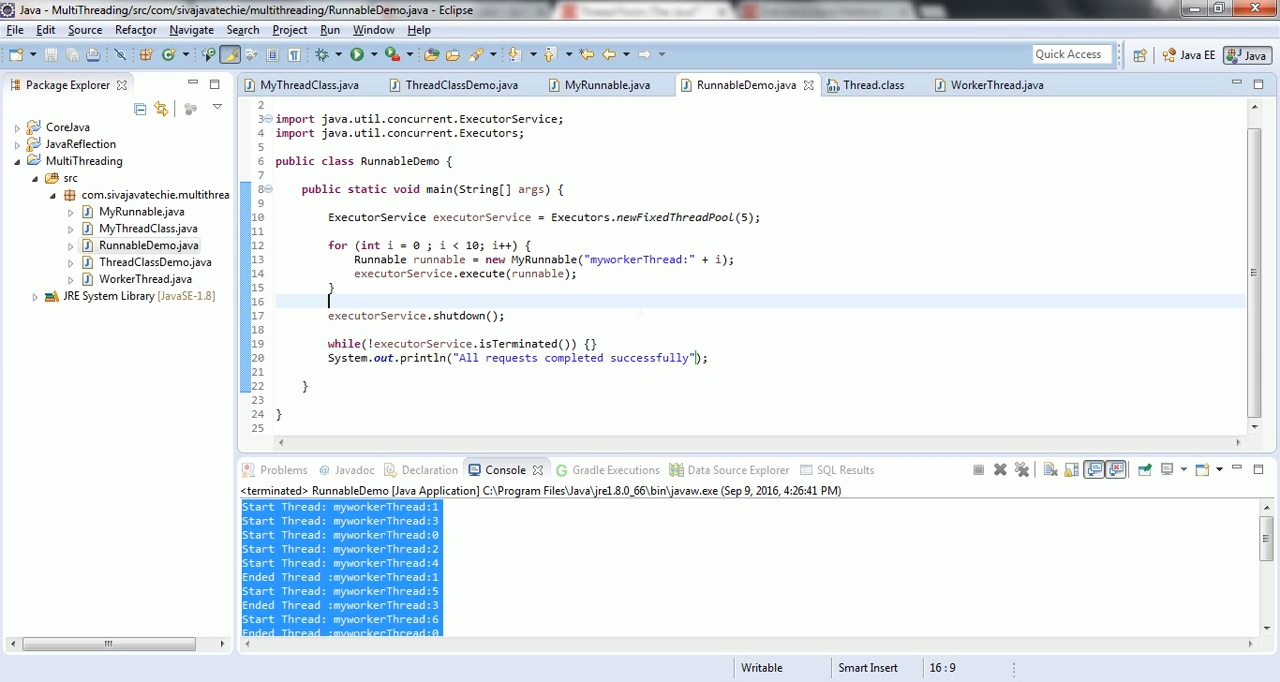 Java - MultiThreading/src/com/sivajavatechie/multithreading/RunnableDemo.java - Eclipse
File Edit Source Refactor Navigate Search Project Run Window Help
Quick Access Java EE Java
Package Explorer
CoreJava
JavaReflection
MultiThreading
src
com.sivajavatechie.multithrea
MyRunnable.java
MyThreadClass.java
RunnableDemo.java
ThreadClassDemo.java
WorkerThread.java
JRE System Library [JavaSE-1.8]
MyThreadClass.java ThreadClassDemo.java MyRunnable.java RunnableDemo.java Thread.class WorkerThread.java
2
3 import java.util.concurrent.ExecutorService;
4 import java.util.concurrent.Executors;
5
6 public class RunnableDemo {
7
8 public static void main(String[] args) {
9
10 ExecutorService executorService = Executors.newFixedThreadPool(5);
11
12 for (int i = 0 ; i < 10; i++) {
13 Runnable runnable = new MyRunnable("myworkerThread:" + i);
14 executorService.execute(runnable);
15 }
16
17 executorService.shutdown();
18
19 while(!executorService.isTerminated()) {}
20 System.out.println("All requests completed successfully");
21
22 }
23
24 }
25
Problems @ Javadoc Declaration Console Gradle Executions Data Source Explorer SQL Results
<terminated> RunnableDemo [Java Application] C:\Program Files\Java\jre1.8.0_66\bin\javaw.exe (Sep 9, 2016, 4:26:41 PM)
Start Thread: myworkerThread:1
Start Thread: myworkerThread:3
Start Thread: myworkerThread:0
Start Thread: myworkerThread:2
Start Thread: myworkerThread:4
Ended Thread :myworkerThread:1
Start Thread: myworkerThread:5
Ended Thread :myworkerThread:3
Start Thread: myworkerThread:6
Ended Thread :myworkerThread:0
Writable Smart Insert 16 : 9